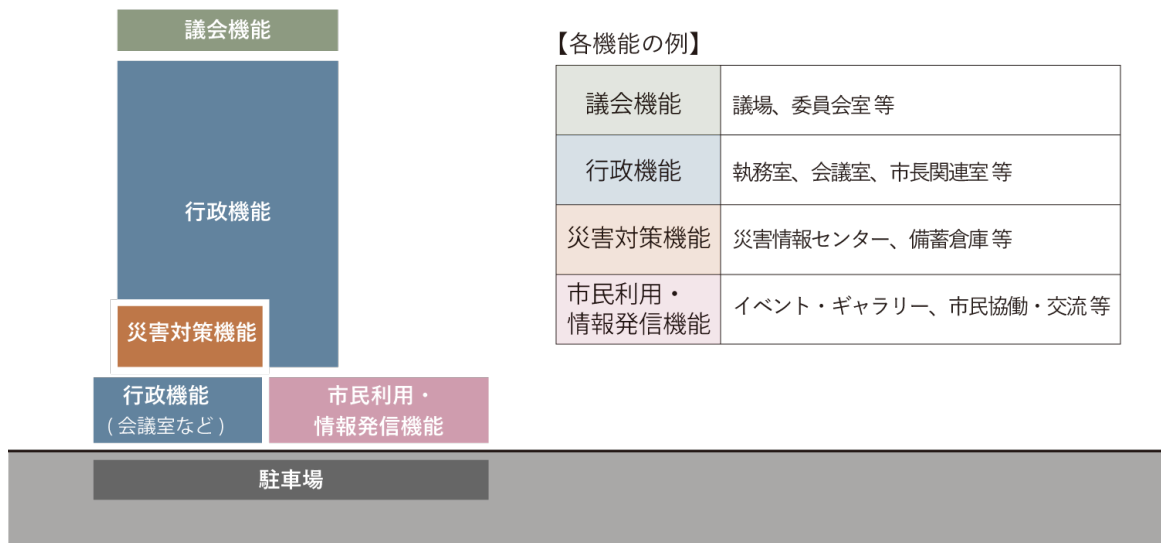 議会機能
行政機能
災害対策機能
行政機能
(会議室など)
市民利用・
情報発信機能
駐車場
【各機能の例】
議会機能
議場、委員会室 等
行政機能
執務室、会議室、市長関連室 等
災害対策機能
災害情報センター、備蓄倉庫 等
市民利用・
情報発信機能
イベント・ギャラリー、市民協働・交流 等